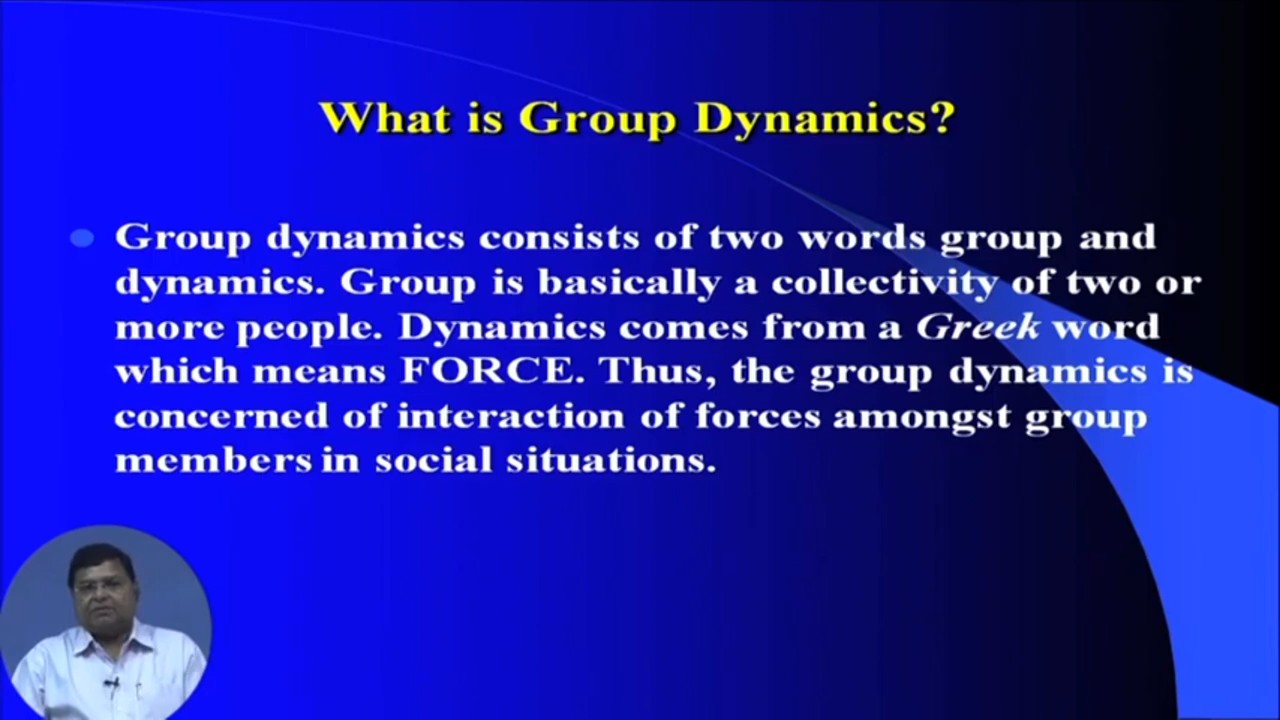 What is Group Dynamics?
Group dynamics consists of two words group and
dynamics. Group is basically a collectivity of two or
more people. Dynamics comes from a Greek word
which means FORCE. Thus, the group dynamics is
concerned of interaction of forces amongst group
members in social situations.